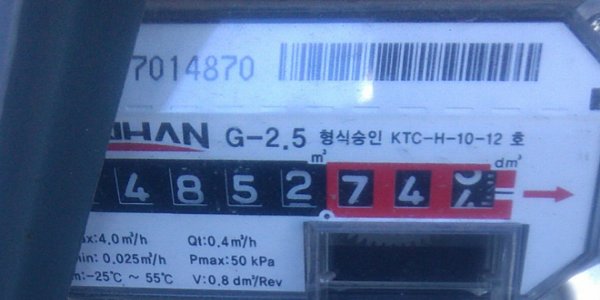 7014870
HAN G-2.5 형식승인 KTC-H-10-12 호
m³ dm³
4 8 5 2 7 4
ax:4.0m³/h Qt:0.4m³/h
in: 0.025m³/h Pmax:50 kPa
n:-25℃ ~ 55℃ V:0.8 dm³/Rev